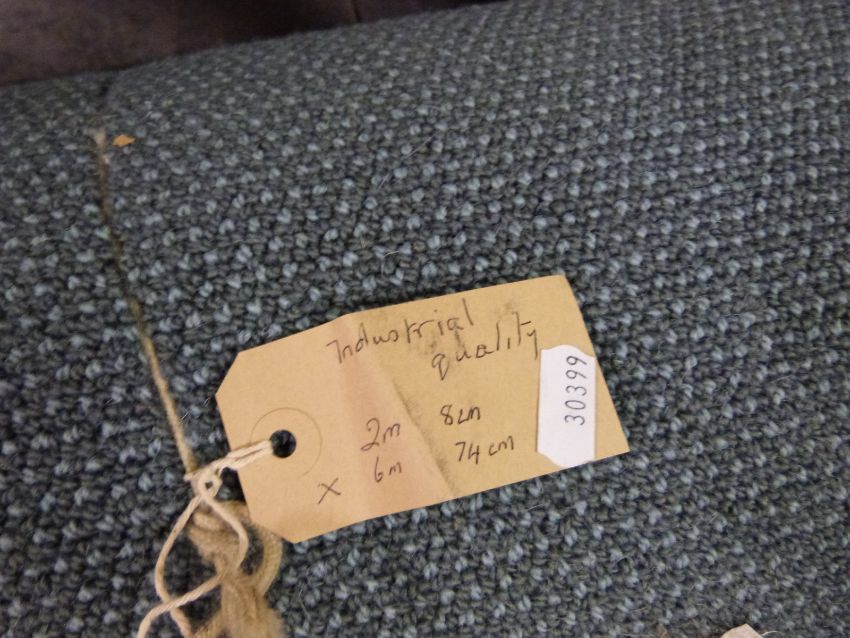 Industrial
quality
2m 8cm
x 6m 74cm
30399